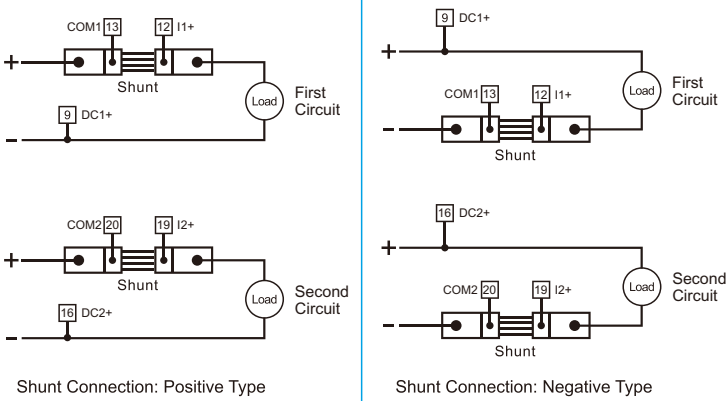 COM1 13 12 I1+
+
Shunt
Load
First
Circuit
9 DC1+
−
COM2 20 19 I2+
+
Shunt
Load
Second
Circuit
16 DC2+
−
Shunt Connection: Positive Type
9 DC1+
+
COM1 13 12 I1+
Load
First
Circuit
−
Shunt
16 DC2+
+
COM2 20 19 I2+
Load
Second
Circuit
−
Shunt
Shunt Connection: Negative Type